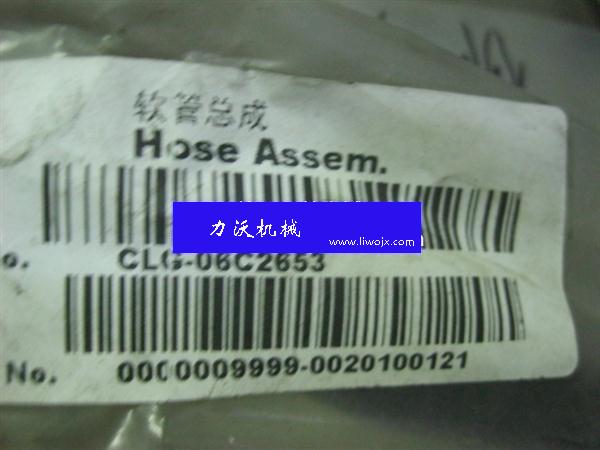 软管总成
Hose Assem.
力沃机械
www.liwojx.com
o. CLG-06C2653
No. 0000009999-0020100121